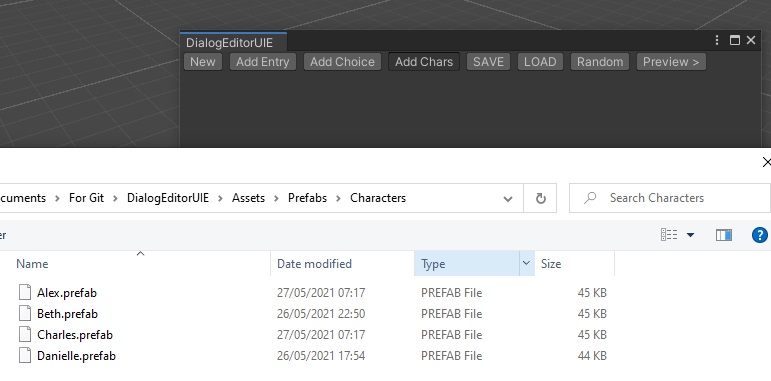 DialogEditorUIE
New Add Entry Add Choice Add Chars SAVE LOAD Random Preview >
cuments > For Git > DialogEditorUIE > Assets > Prefabs > Characters Search Characters
er
Name Date modified Type Size
Alex.prefab 27/05/2021 07:17 PREFAB File 45 KB
Beth.prefab 26/05/2021 22:50 PREFAB File 45 KB
Charles.prefab 27/05/2021 07:17 PREFAB File 45 KB
Danielle.prefab 26/05/2021 17:54 PREFAB File 44 KB